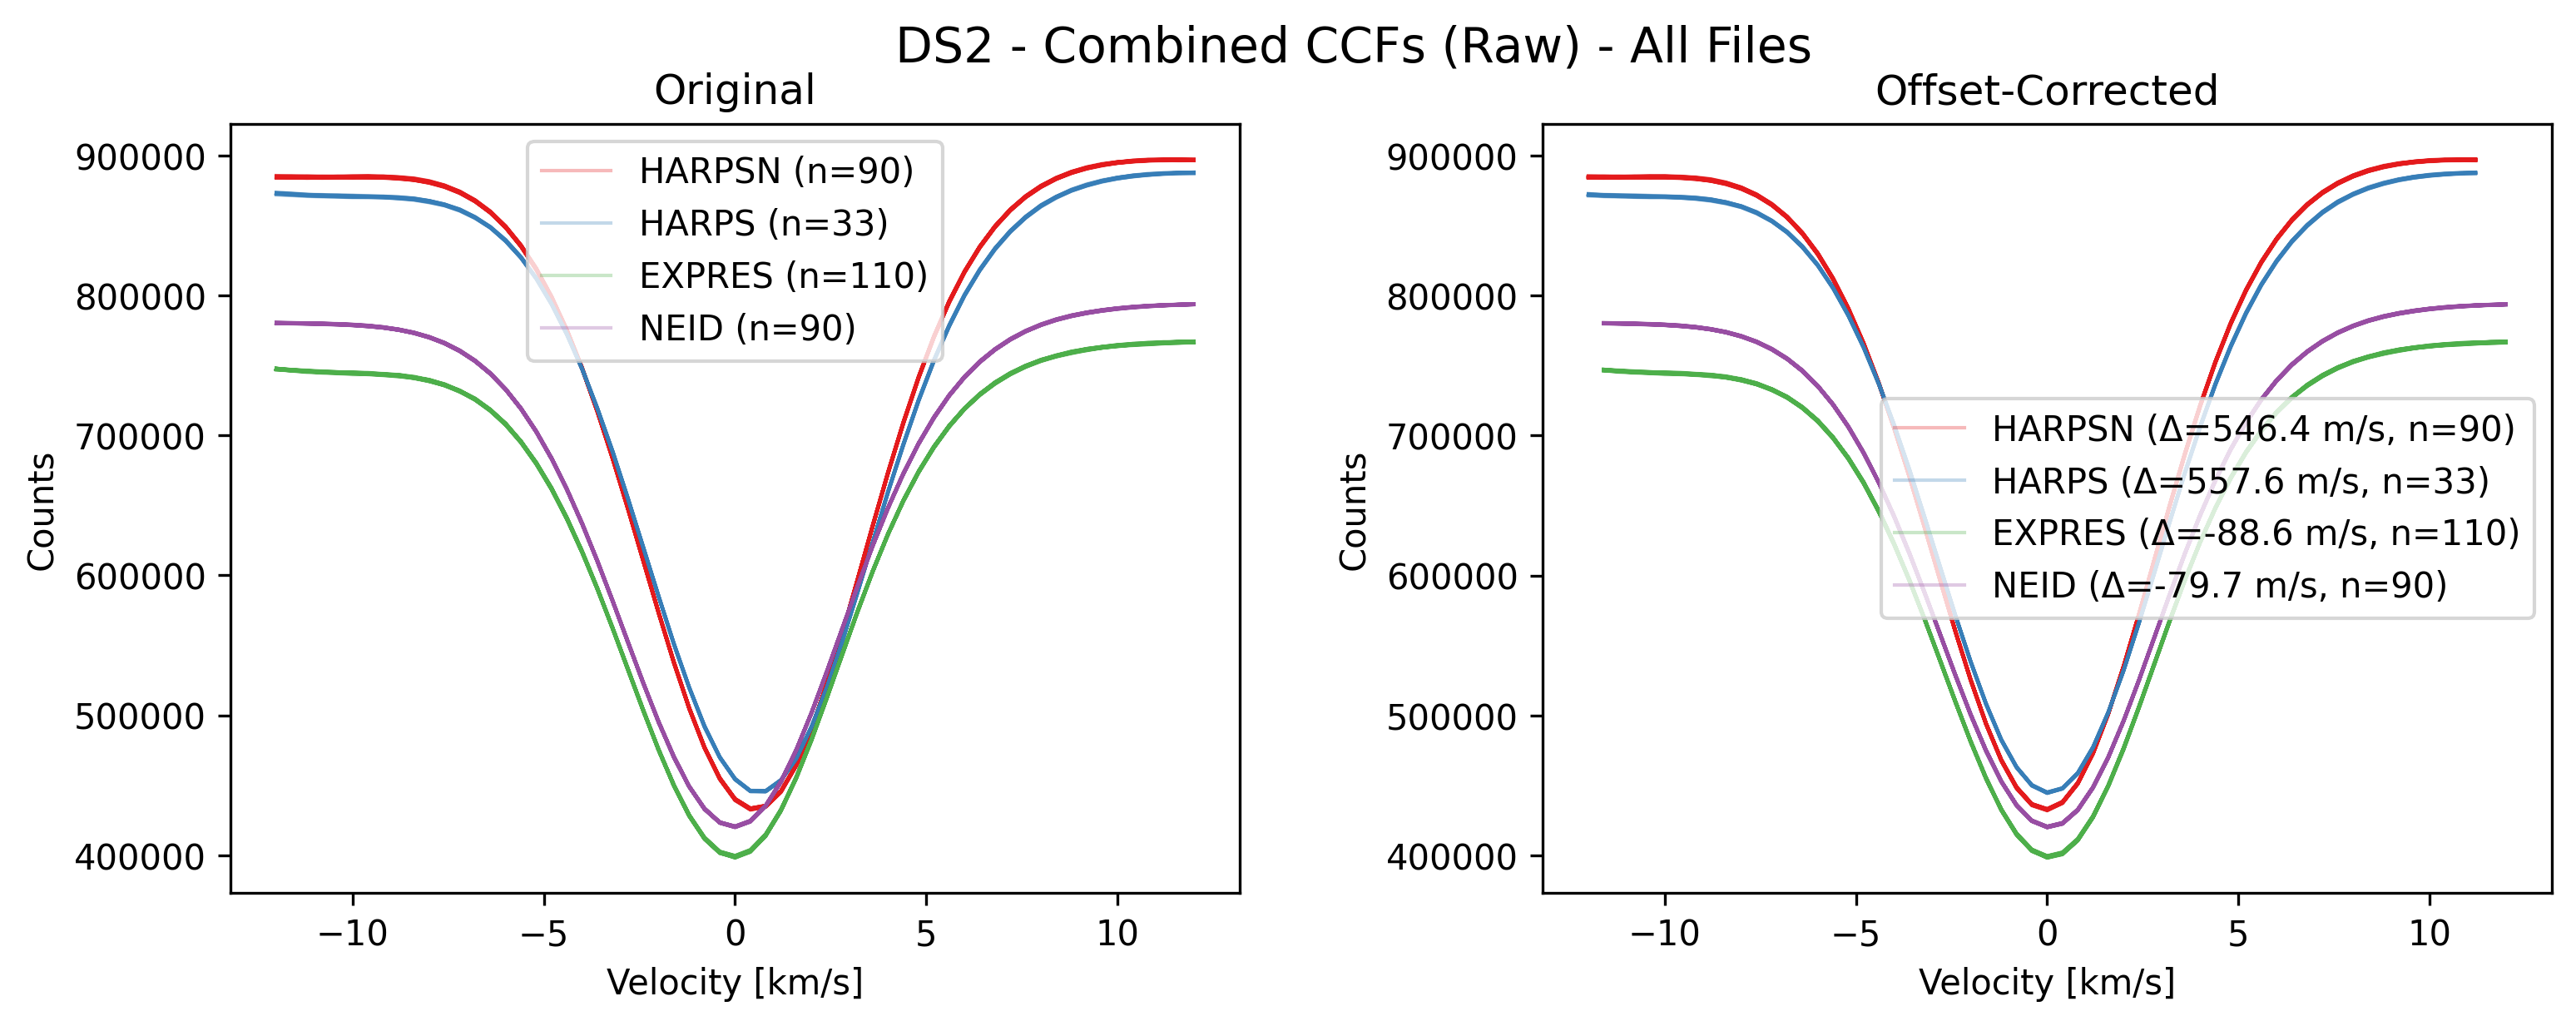 DS2 - Combined CCFs (Raw) - All Files
Original
900000
800000
700000
600000
500000
400000
Counts
HARPSN (n=90)
HARPS (n=33)
EXPRES (n=110)
NEID (n=90)
−10
−5
0
5
10
Velocity [km/s]
Offset-Corrected
900000
800000
700000
600000
500000
400000
Counts
HARPSN (Δ=546.4 m/s, n=90)
HARPS (Δ=557.6 m/s, n=33)
EXPRES (Δ=-88.6 m/s, n=110)
NEID (Δ=-79.7 m/s, n=90)
−10
−5
0
5
10
Velocity [km/s]